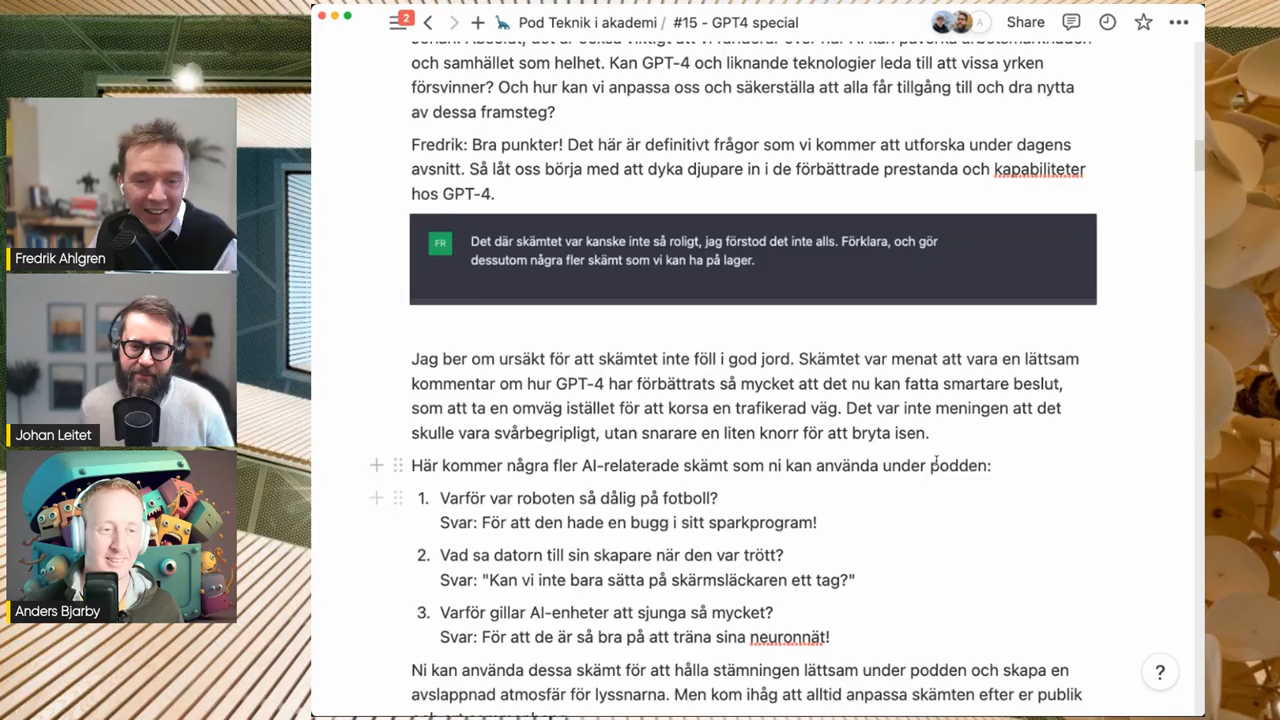 2
Pod Teknik i akademi / #15 - GPT4 special
A
Share
och samhället som helhet. Kan GPT-4 och liknande teknologier leda till att vissa yrken
försvinner? Och hur kan vi anpassa oss och säkerställa att alla får tillgång till och dra nytta
av dessa framsteg?
Fredrik: Bra punkter! Det här är definitivt frågor som vi kommer att utforska under dagens
avsnitt. Så låt oss börja med att dyka djupare in i de förbättrade prestanda och kapabiliteter
hos GPT-4.
FR
Det där skämtet var kanske inte så roligt, jag förstod det inte alls. Förklara, och gör
dessutom några fler skämt som vi kan ha på lager.
Jag ber om ursäkt för att skämtet inte föll i god jord. Skämtet var menat att vara en lättsam
kommentar om hur GPT-4 har förbättrats så mycket att det nu kan fatta smartare beslut,
som att ta en omväg istället för att korsa en trafikerad väg. Det var inte meningen att det
skulle vara svårbegripligt, utan snarare en liten knorr för att bryta isen.
Här kommer några fler AI-relaterade skämt som ni kan använda under podden:
1. Varför var roboten så dålig på fotboll?
Svar: För att den hade en bugg i sitt sparkprogram!
2. Vad sa datorn till sin skapare när den var trött?
Svar: "Kan vi inte bara sätta på skärmsläckaren ett tag?"
3. Varför gillar AI-enheter att sjunga så mycket?
Svar: För att de är så bra på att träna sina neuronnät!
Ni kan använda dessa skämt för att hålla stämningen lättsam under podden och skapa en
avslappnad atmosfär för lyssnarna. Men kom ihåg att alltid anpassa skämten efter er publik
?
Fredrik Ahlgren
Johan Leitet
Anders Bjarby